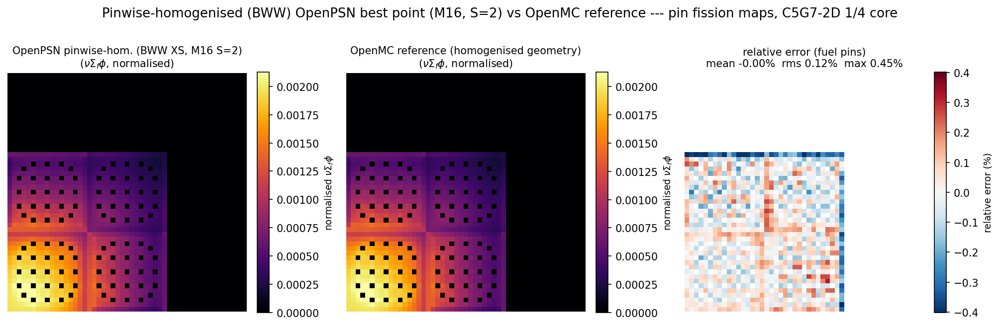 Pinwise-homogenised (BWW) OpenPSN best point (M16, S=2) vs OpenMC reference --- pin fission maps, C5G7-2D 1/4 core
OpenPSN pinwise-hom. (BWW XS, M16 S=2)
(νΣ_fϕ, normalised)
0.00200
0.00175
0.00150
0.00125
0.00100
0.00075
0.00050
0.00025
0.00000
normalised νΣ_fϕ
OpenMC reference (homogenised geometry)
(νΣ_fϕ, normalised)
0.00200
0.00175
0.00150
0.00125
0.00100
0.00075
0.00050
0.00025
0.00000
normalised νΣ_fϕ
relative error (fuel pins)
mean -0.00%  rms 0.12%  max 0.45%
0.4
0.3
0.2
0.1
0.0
−0.1
−0.2
−0.3
−0.4
relative error (%)